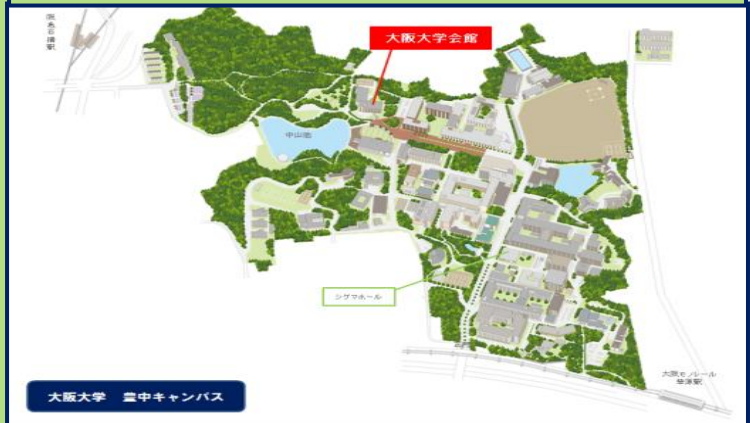 大阪大学会館
阪急石橋駅
中山池
シグマホール
大阪モノレール
柴原駅
大阪大学 豊中キャンパス